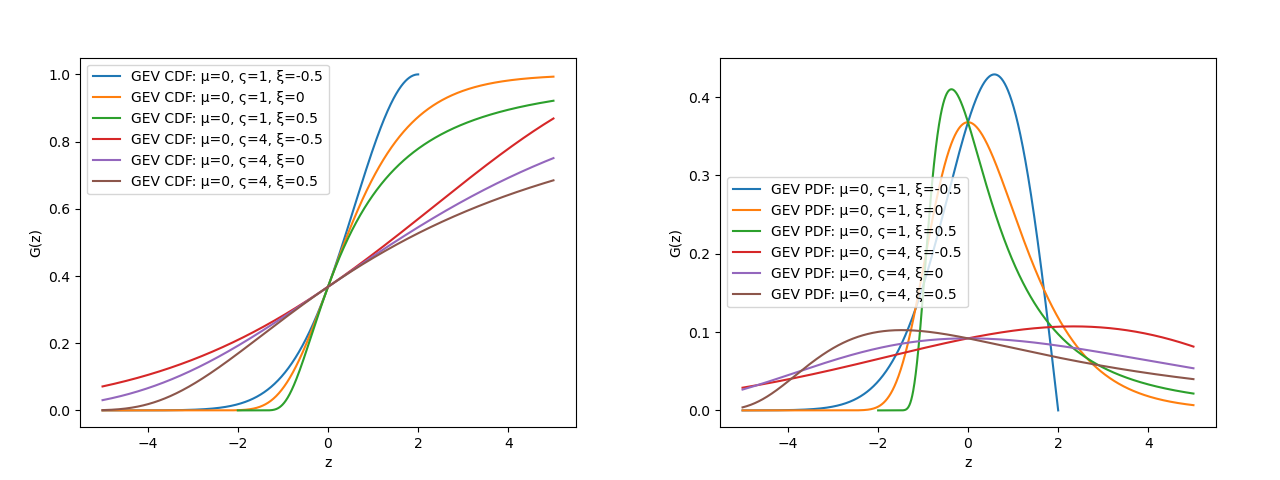 GEV CDF: μ=0, ς=1, ξ=-0.5
GEV CDF: μ=0, ς=1, ξ=0
GEV CDF: μ=0, ς=1, ξ=0.5
GEV CDF: μ=0, ς=4, ξ=-0.5
GEV CDF: μ=0, ς=4, ξ=0
GEV CDF: μ=0, ς=4, ξ=0.5
1.0
0.8
0.6
0.4
0.2
0.0
G(z)
−4 −2 0 2 4
z
GEV PDF: μ=0, ς=1, ξ=-0.5
GEV PDF: μ=0, ς=1, ξ=0
GEV PDF: μ=0, ς=1, ξ=0.5
GEV PDF: μ=0, ς=4, ξ=-0.5
GEV PDF: μ=0, ς=4, ξ=0
GEV PDF: μ=0, ς=4, ξ=0.5
0.4
0.3
0.2
0.1
0.0
G(z)
−4 −2 0 2 4
z